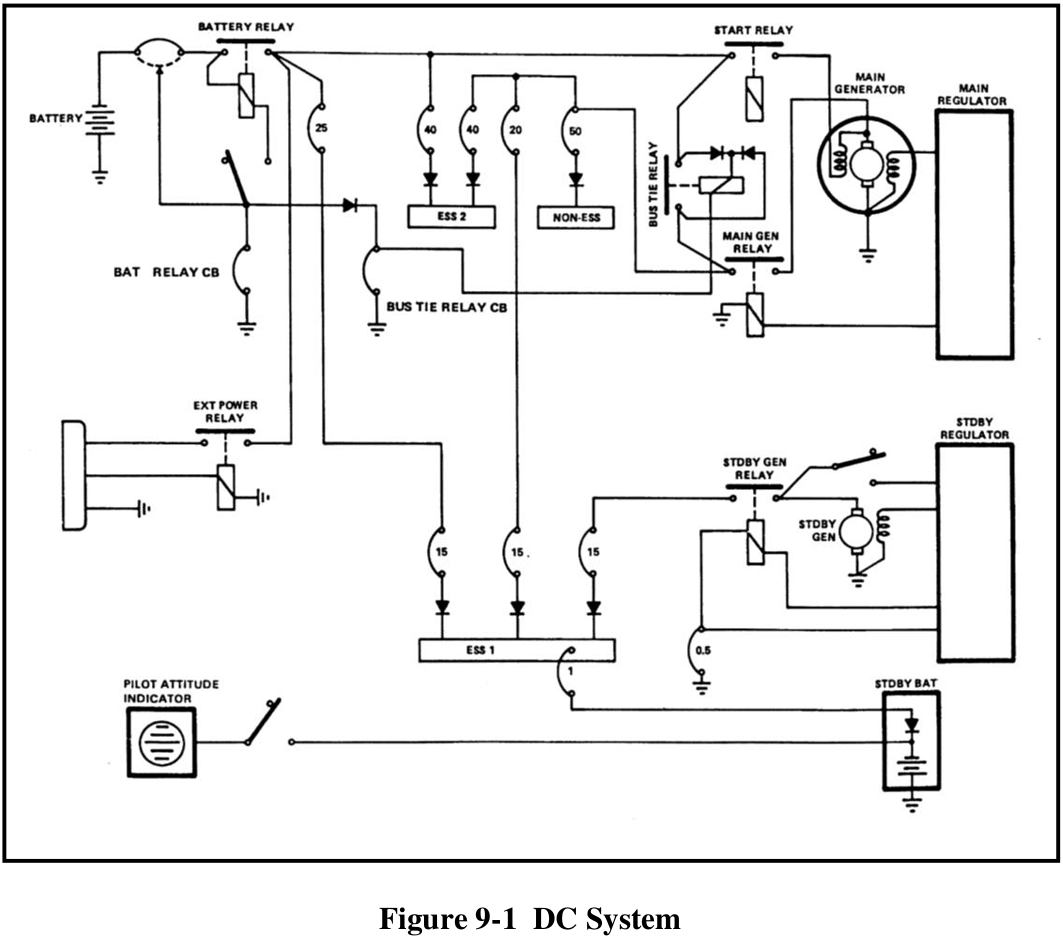 BATTERY RELAY
START RELAY
MAIN
GENERATOR
MAIN
REGULATOR
BATTERY
25
40
40
20
50
BUS TIE RELAY
ESS 2
NON-ESS
MAIN GEN
RELAY
BAT RELAY CB
BUS TIE RELAY CB
EXT POWER
RELAY
STDBY
REGULATOR
STDBY GEN
RELAY
STDBY
GEN
15
15
15
ESS 1
1
0.5
PILOT ATTITUDE
INDICATOR
STDBY BAT
Figure 9-1 DC System